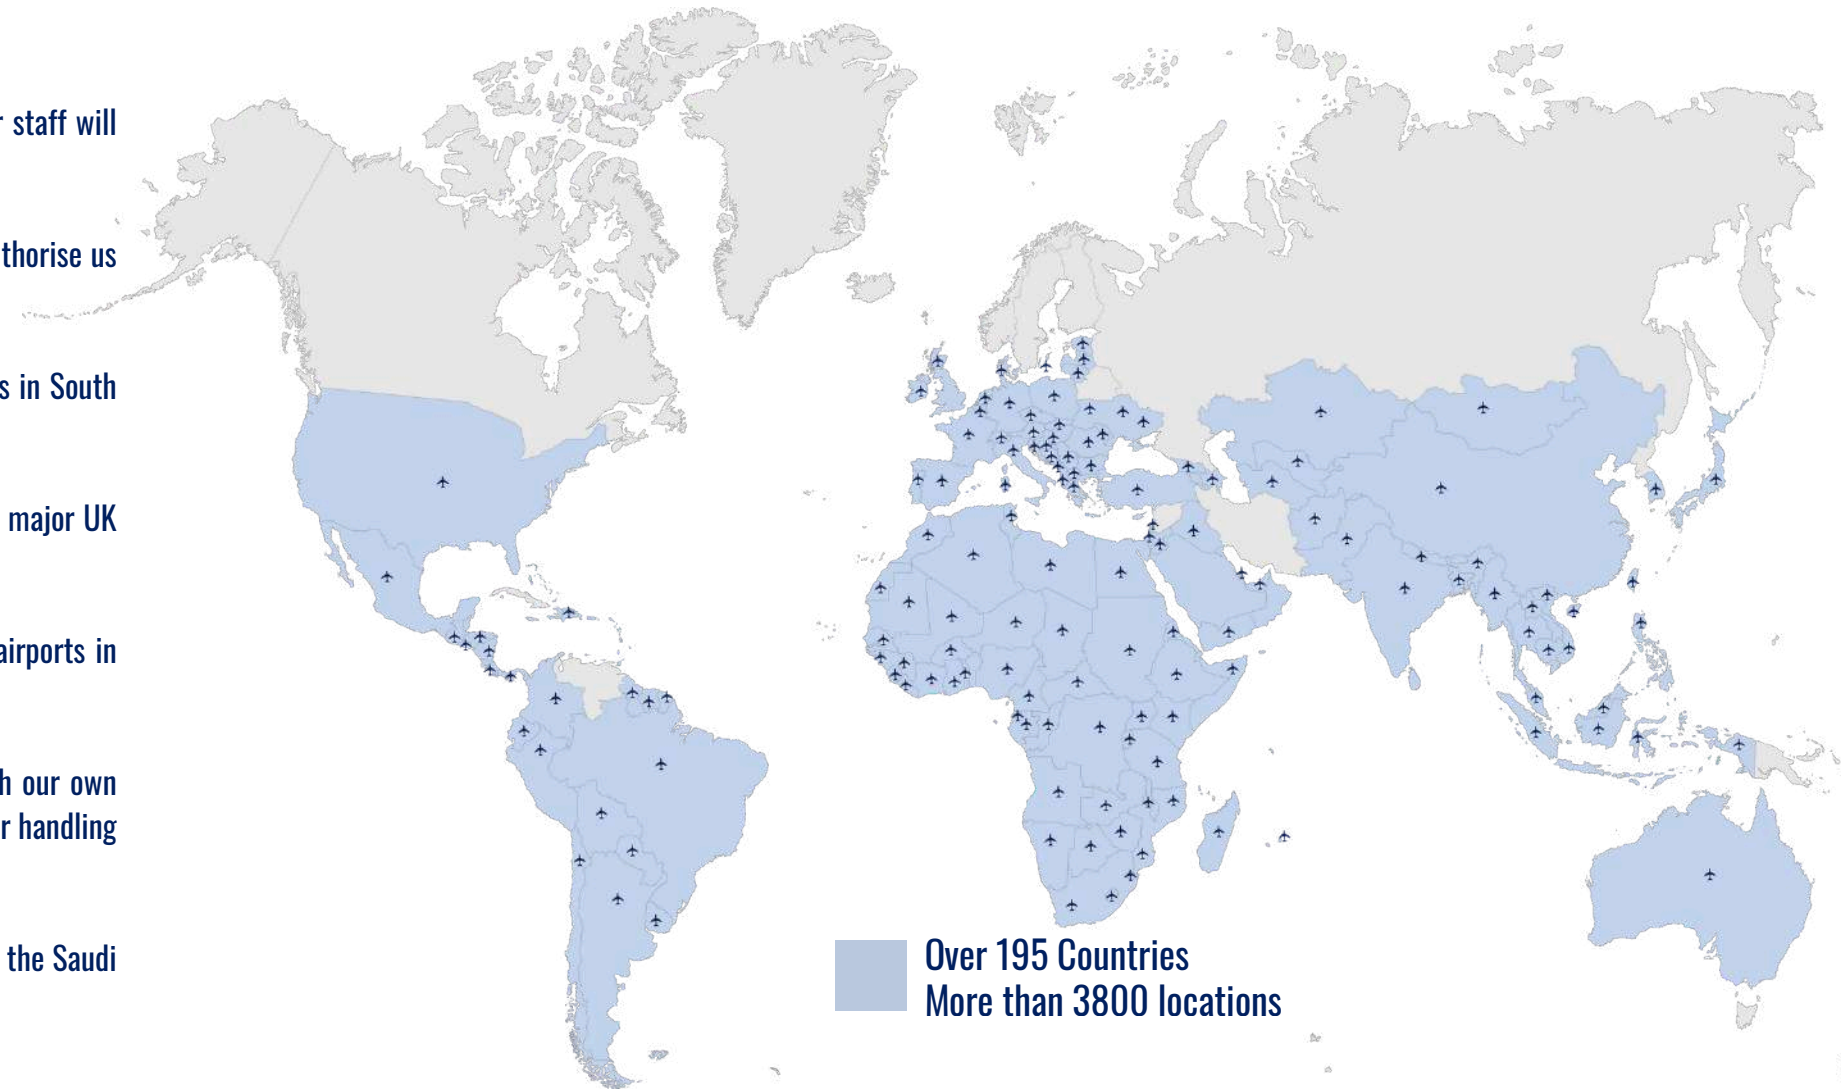 r staff will
thorise us
s in South
major UK
airports in
h our own
r handling
the Saudi
Over 195 Countries
More than 3800 locations